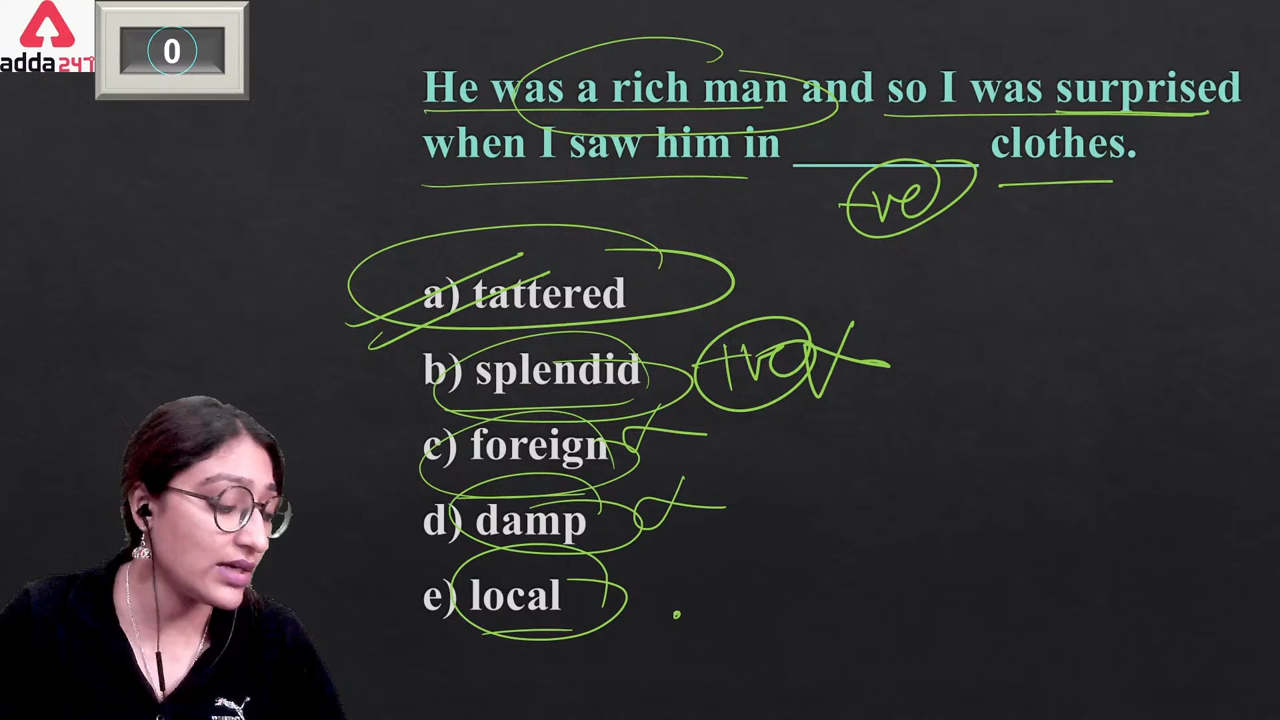 adda247
0
He was a rich man and so I was surprised
when I saw him in ________ clothes.
-ve
a) tattered
b) splendid +ve
c) foreign
d) damp
e) local
PUMA